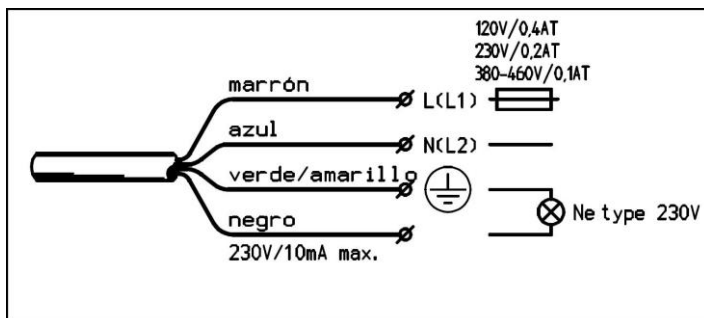 120V/0,4AT
230V/0,2AT
380-460V/0,1AT
marrón
L(L1)
azul
N(L2)
verde/amarillo
negro
Ne type 230V
230V/10mA max.